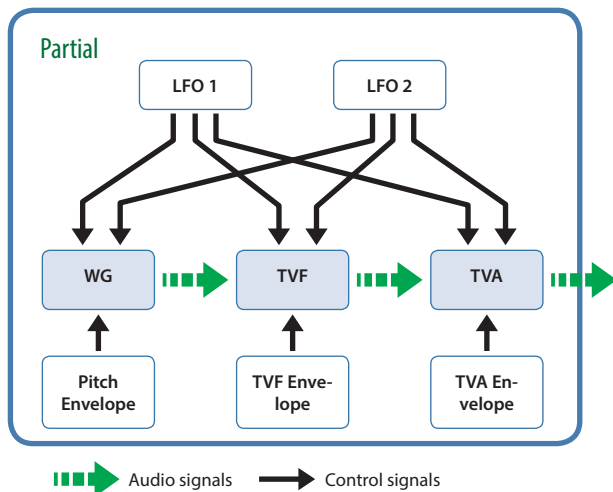 Partial
LFO 1
LFO 2
WG
TVF
TVA
Pitch
Envelope
TVF Enve-
lope
TVA En-
velope
Audio signals
Control signals